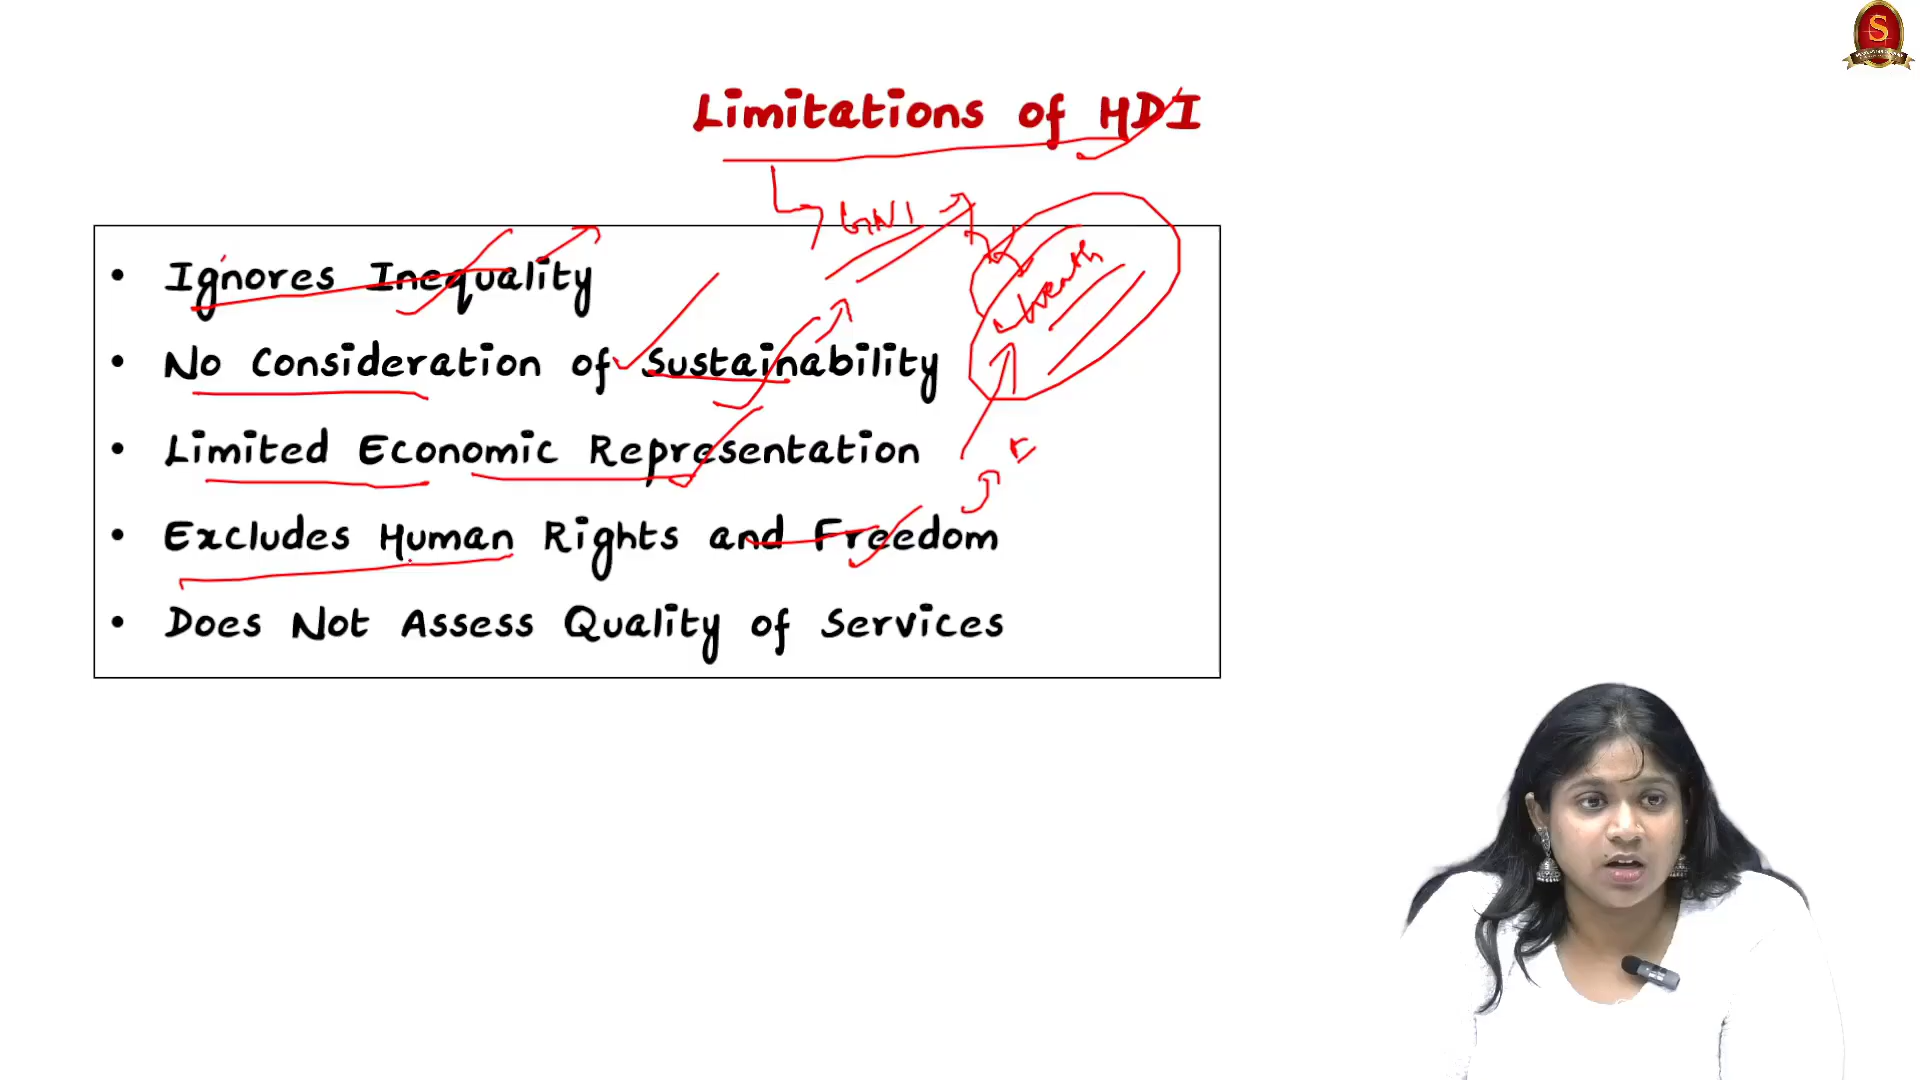 S
Limitations of HDI
GNI
wealth
• Ignores Inequality
• No Consideration of Sustainability
• Limited Economic Representation
• Excludes Human Rights and Freedom
• Does Not Assess Quality of Services